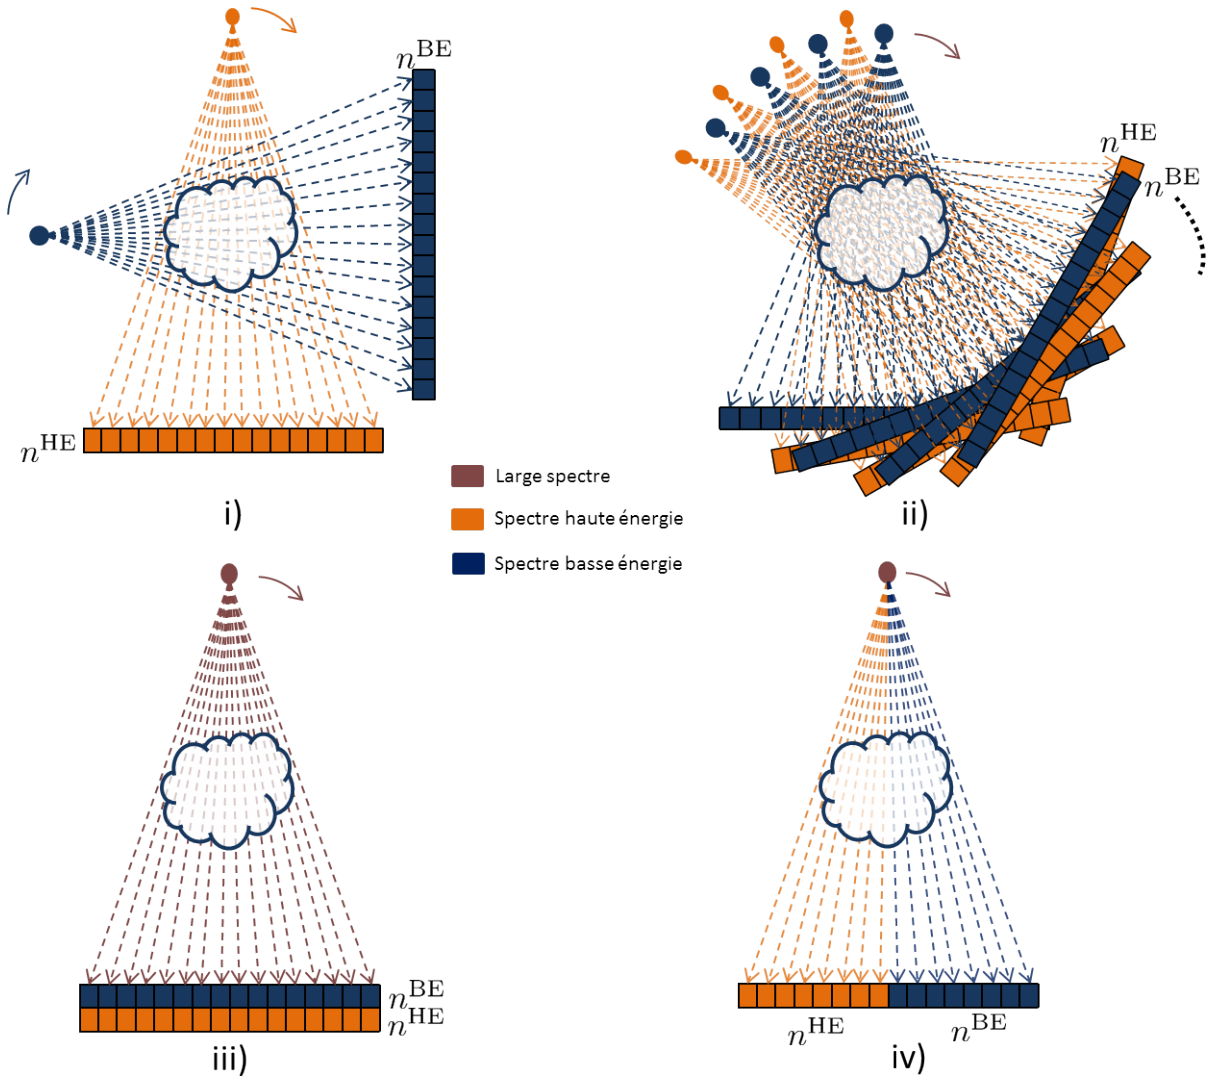 n^BE
n^HE
i)
n^HE
n^BE
ii)
Large spectre
Spectre haute énergie
Spectre basse énergie
n^BE
n^HE
iii)
n^HE
n^BE
iv)